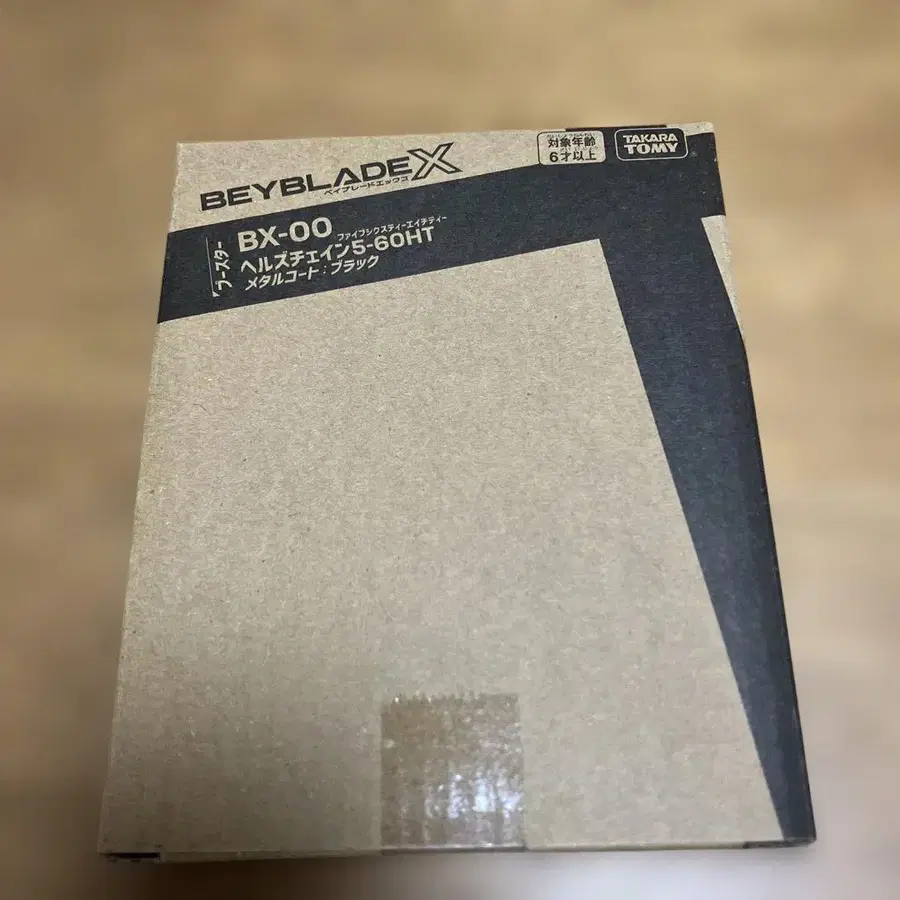 BEYBLADE X
ベイブレードエックス
対象年齢
6才以上
TAKARA
TOMY
ブースター
BX-00
ファイブシクスティーエイチティー
ヘルズチェイン5-60HT
メタルコート:ブラック